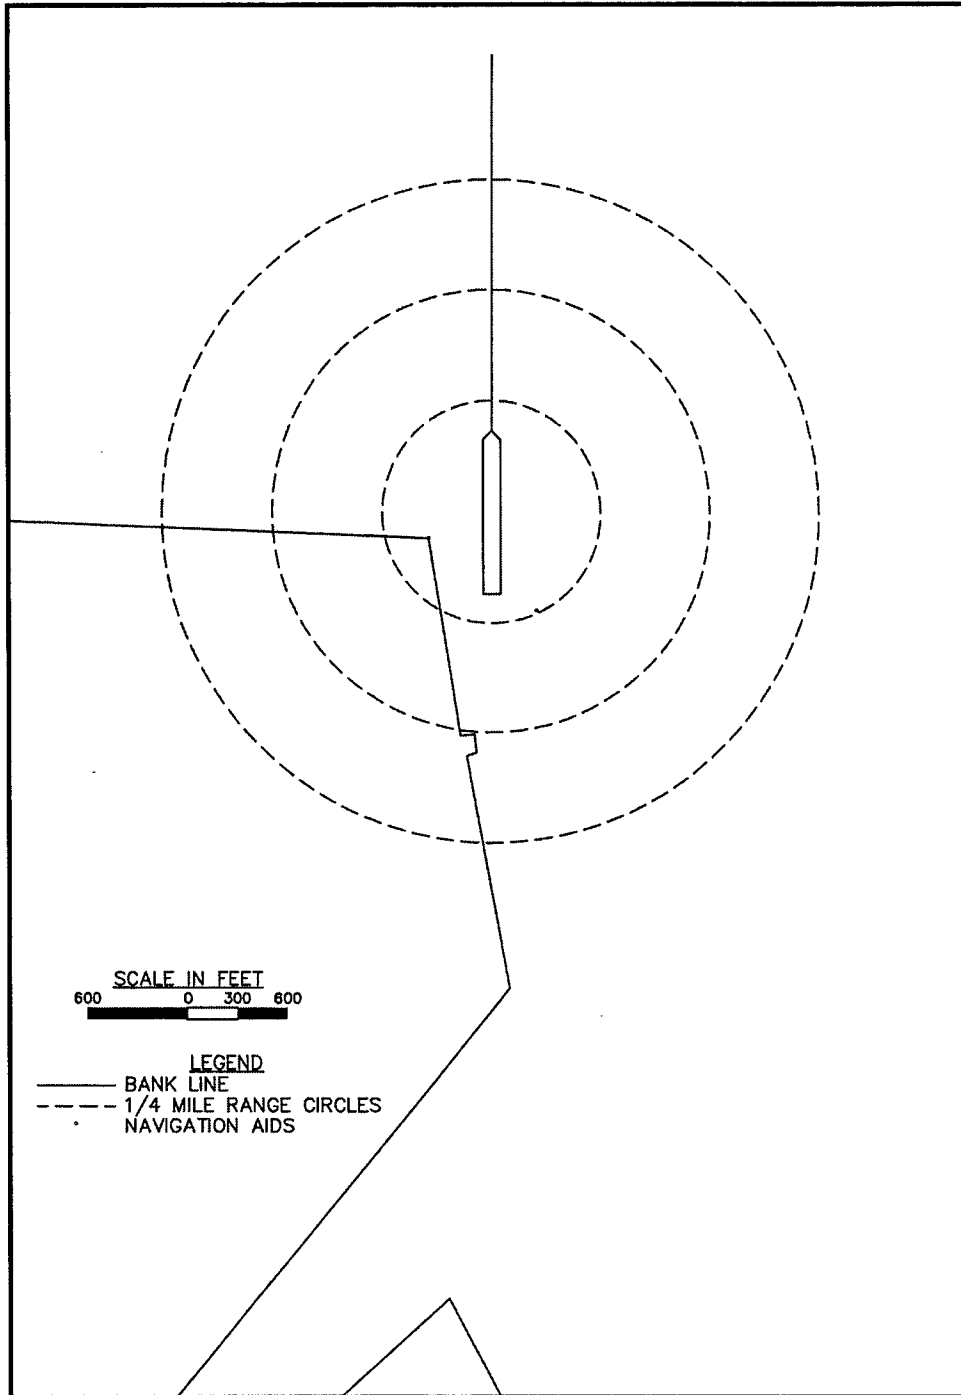 SCALE IN FEET
600 0 300 600
LEGEND
BANK LINE
1/4 MILE RANGE CIRCLES
NAVIGATION AIDS